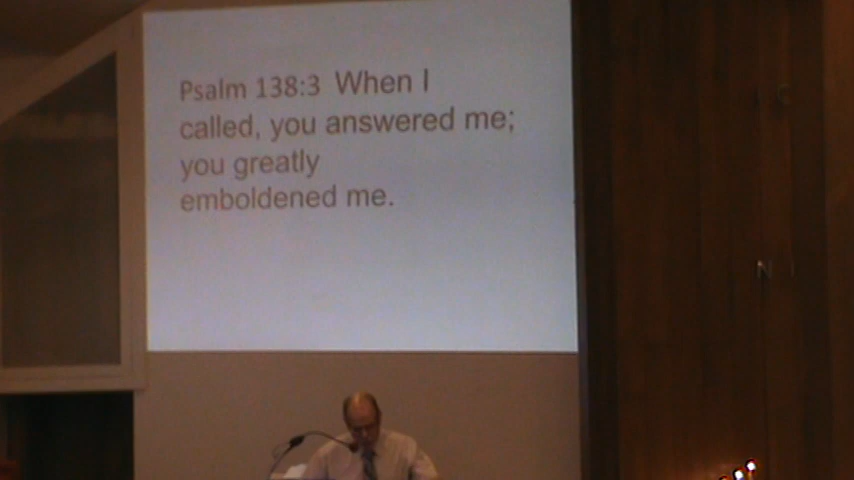 Psalm 138:3 When I
called, you answered me;
you greatly
emboldened me.